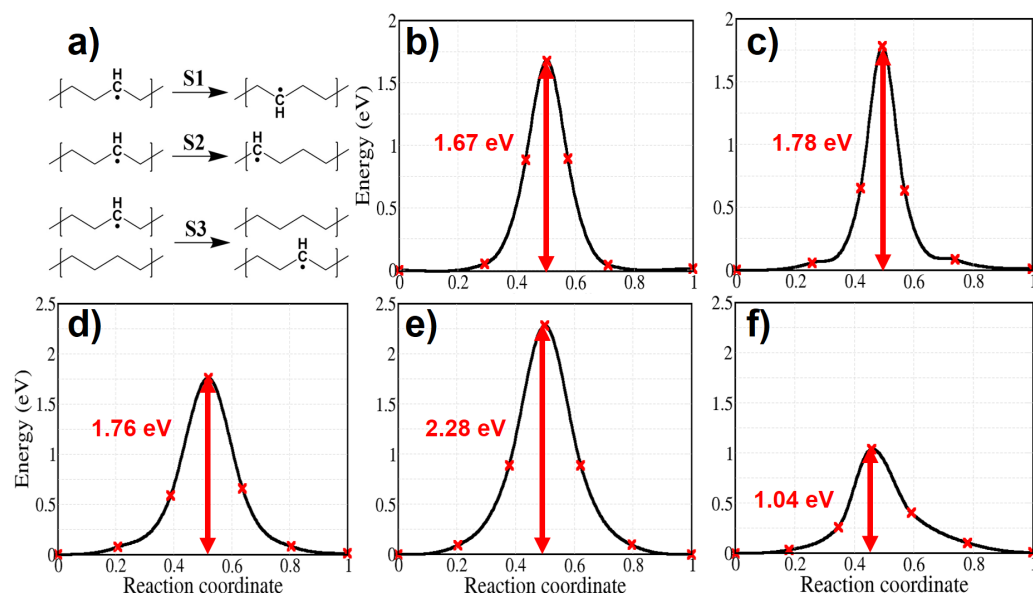 a)
H
C
S1
C
H
H
C
S2
H
C
H
C
S3
H
C
b)
Energy (eV)
2
1.5
1
0.5
0
1.67 eV
0
0.2
0.4
0.6
0.8
1
c)
Energy (eV)
2
1.5
1
0.5
0
1.78 eV
0
0.2
0.4
0.6
0.8
1
d)
Energy (eV)
2.5
2
1.5
1
0.5
0
1.76 eV
0
0.2
0.4
0.6
0.8
1
Reaction coordinate
e)
Energy (eV)
2.5
2
1.5
1
0.5
0
2.28 eV
0
0.2
0.4
0.6
0.8
1
Reaction coordinate
f)
2.5
2
1.5
1
0.5
0
1.04 eV
0
0.2
0.4
0.6
0.8
1
Reaction coordinate